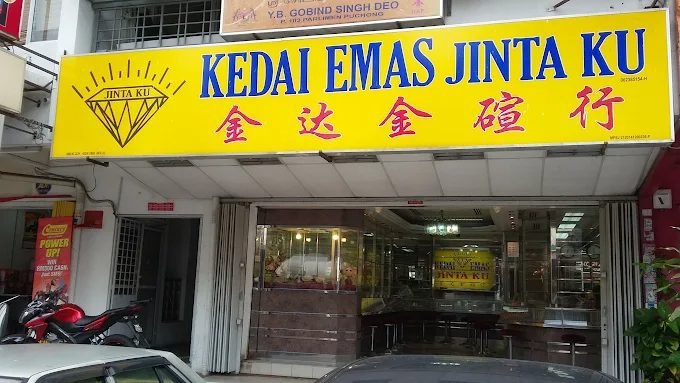 Y.B. GOBIND SINGH DEO
KEDAI EMAS JINTA KU
JINTA KU
金达金碹行
POWER
UP!
WIN
KEDAI EMAS
JINTA KU